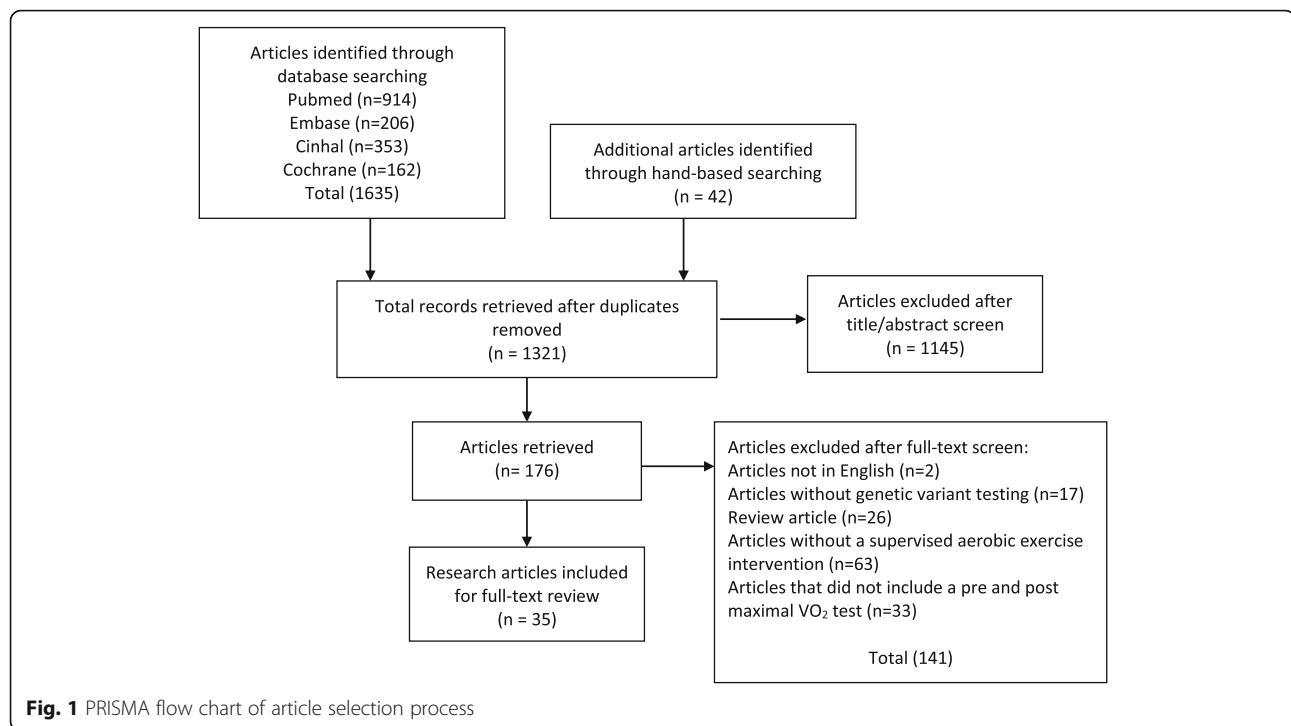 Articles identified through
database searching
Pubmed (n=914)
Embase (n=206)
Cinhal (n=353)
Cochrane (n=162)
Total (1635)
Additional articles identified
through hand-based searching
(n = 42)
Total records retrieved after duplicates
removed
(n = 1321)
Articles excluded after
title/abstract screen
(n = 1145)
Articles retrieved
(n= 176)
Articles excluded after full-text screen:
Articles not in English (n=2)
Articles without genetic variant testing (n=17)
Review article (n=26)
Articles without a supervised aerobic exercise
intervention (n=63)
Articles that did not include a pre and post
maximal VO₂ test (n=33)
Total (141)
Research articles included
for full-text review
(n = 35)
Fig. 1 PRISMA flow chart of article selection process